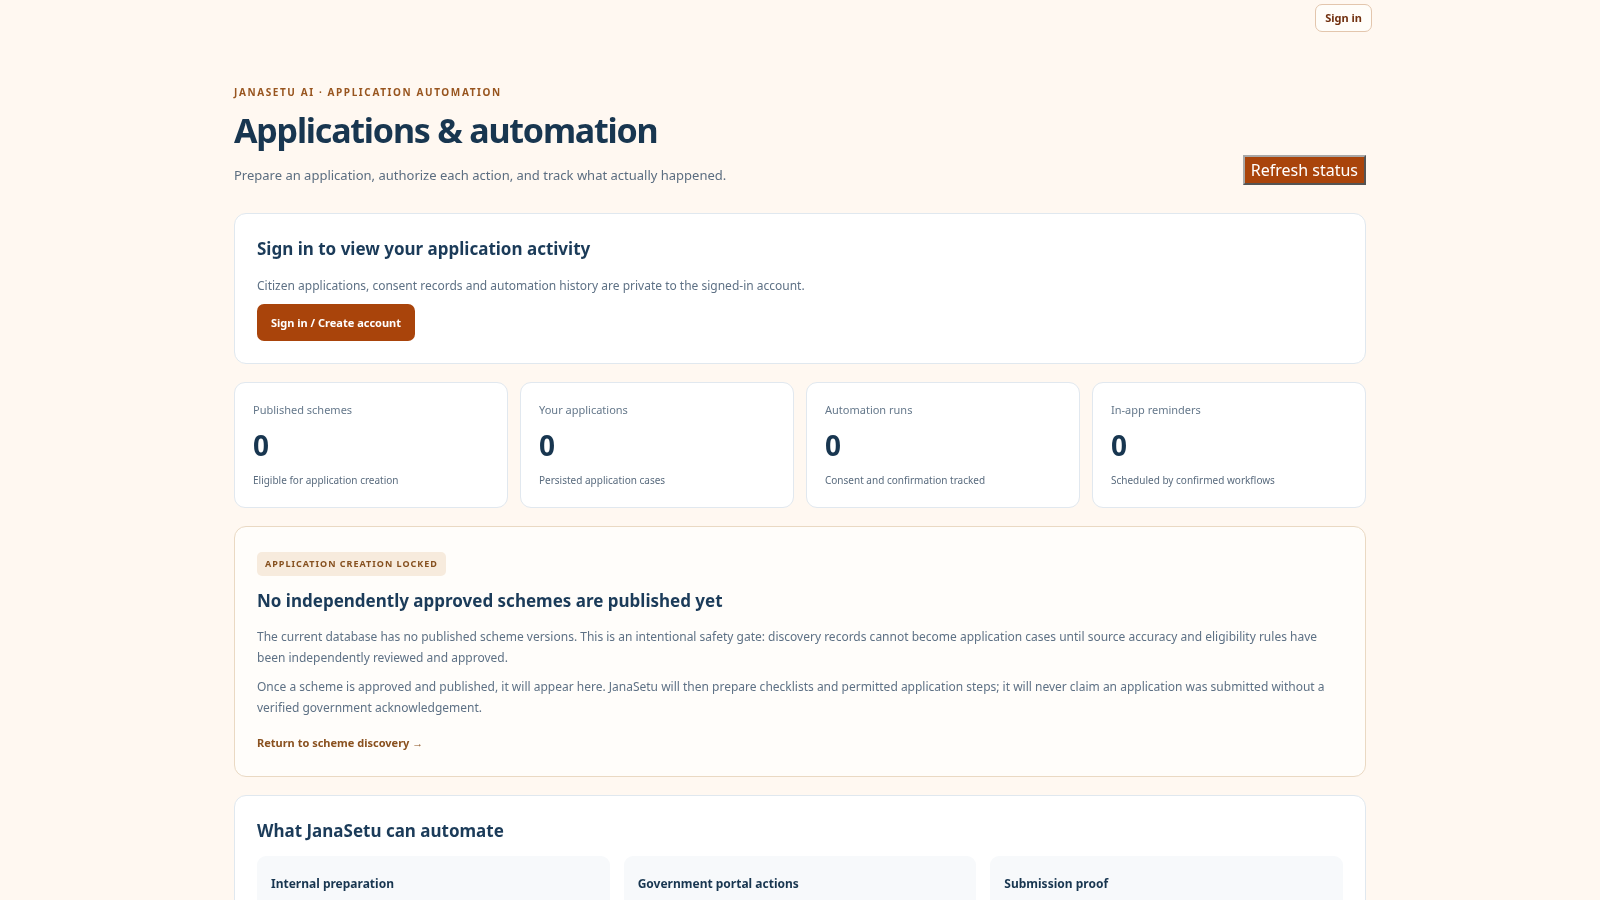 Sign in
JANASETU AI · APPLICATION AUTOMATION
Applications & automation
Prepare an application, authorize each action, and track what actually happened.
Refresh status
Sign in to view your application activity
Citizen applications, consent records and automation history are private to the signed-in account.
Sign in / Create account
Published schemes
0
Eligible for application creation
Your applications
0
Persisted application cases
Automation runs
0
Consent and confirmation tracked
In-app reminders
0
Scheduled by confirmed workflows
APPLICATION CREATION LOCKED
No independently approved schemes are published yet
The current database has no published scheme versions. This is an intentional safety gate: discovery records cannot become application cases until source accuracy and eligibility rules have
been independently reviewed and approved.
Once a scheme is approved and published, it will appear here. JanaSetu will then prepare checklists and permitted application steps; it will never claim an application was submitted without a
verified government acknowledgement.
Return to scheme discovery →
What JanaSetu can automate
Internal preparation
Government portal actions
Submission proof